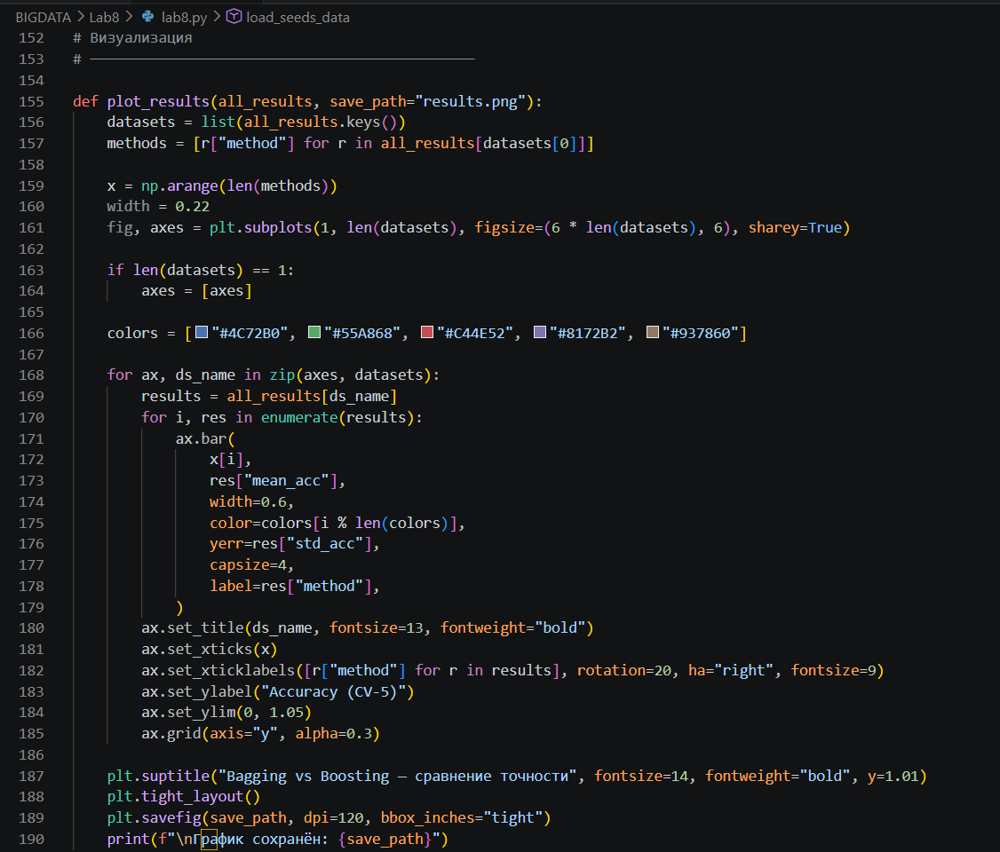 BIGDATA > Lab8 > lab8.py > load_seeds_data
152 # Визуализация
153 # ─────────────────────────────────────────────
154
155 def plot_results(all_results, save_path="results.png"):
156     datasets = list(all_results.keys())
157     methods = [r["method"] for r in all_results[datasets[0]]]
158
159     x = np.arange(len(methods))
160     width = 0.22
161     fig, axes = plt.subplots(1, len(datasets), figsize=(6 * len(datasets), 6), sharey=True)
162
163     if len(datasets) == 1:
164         axes = [axes]
165
166     colors = ["#4C72B0", "#55A868", "#C44E52", "#8172B2", "#937860"]
167
168     for ax, ds_name in zip(axes, datasets):
169         results = all_results[ds_name]
170         for i, res in enumerate(results):
171             ax.bar(
172                 x[i],
173                 res["mean_acc"],
174                 width=0.6,
175                 color=colors[i % len(colors)],
176                 yerr=res["std_acc"],
177                 capsize=4,
178                 label=res["method"],
179             )
180         ax.set_title(ds_name, fontsize=13, fontweight="bold")
181         ax.set_xticks(x)
182         ax.set_xticklabels([r["method"] for r in results], rotation=20, ha="right", fontsize=9)
183         ax.set_ylabel("Accuracy (CV-5)")
184         ax.set_ylim(0, 1.05)
185         ax.grid(axis="y", alpha=0.3)
186
187     plt.suptitle("Bagging vs Boosting — сравнение точности", fontsize=14, fontweight="bold", y=1.01)
188     plt.tight_layout()
189     plt.savefig(save_path, dpi=120, bbox_inches="tight")
190     print(f"\nГрафик сохранён: {save_path}")